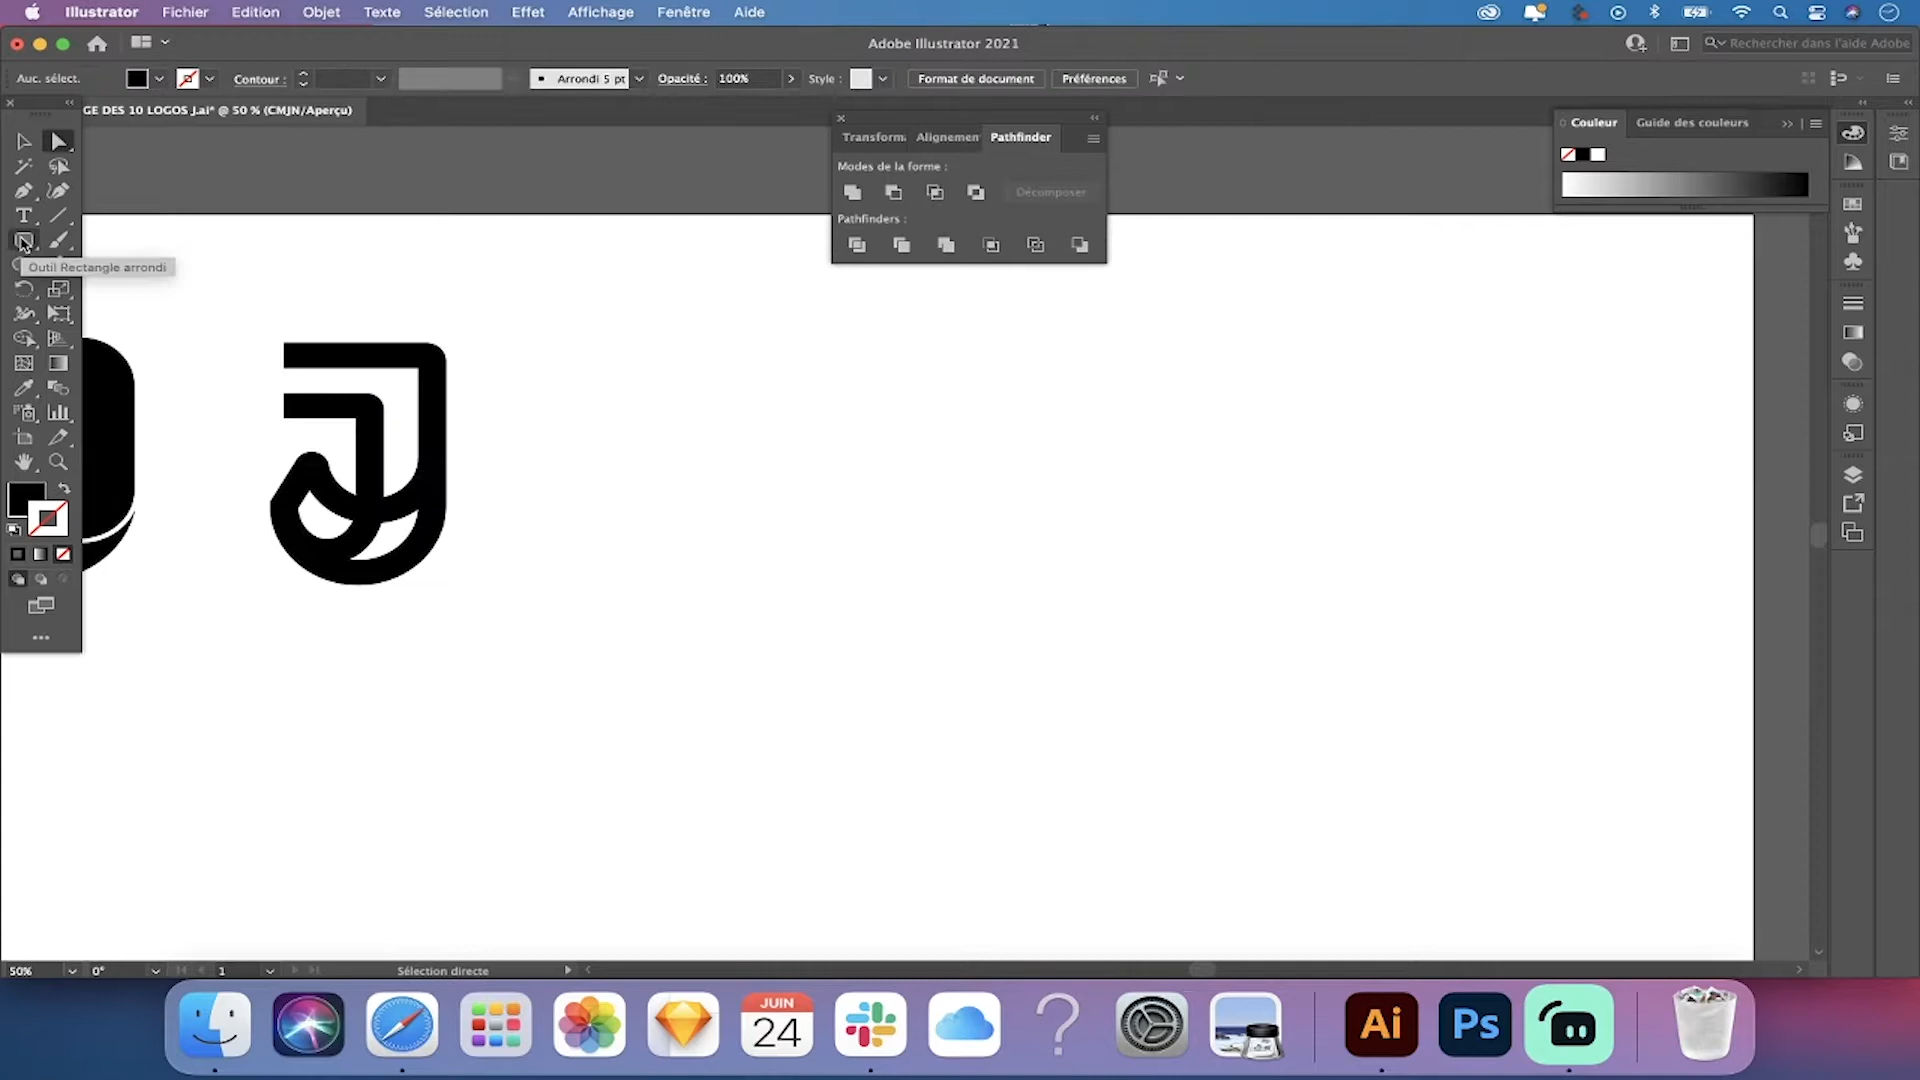 Illustrator Fichier Edition Objet Texte Sélection Effet Affichage Fenêtre Aide
Adobe Illustrator 2021
Rechercher dans l'aide Adobe
Auc. sélect.
Contour :
Arrondi 5 pt
Opacité : 100%
Style :
Format de document
Préférences
GE DES 10 LOGOS J.ai* @ 50 % (CMJN/Aperçu)
Transform
Alignemen
Pathfinder
Couleur
Guide des couleurs
Modes de la forme :
Décomposer
Pathfinders :
Outil Rectangle arrondi
50%
0°
1
Sélection directe
JUIN
24
Ai
Ps